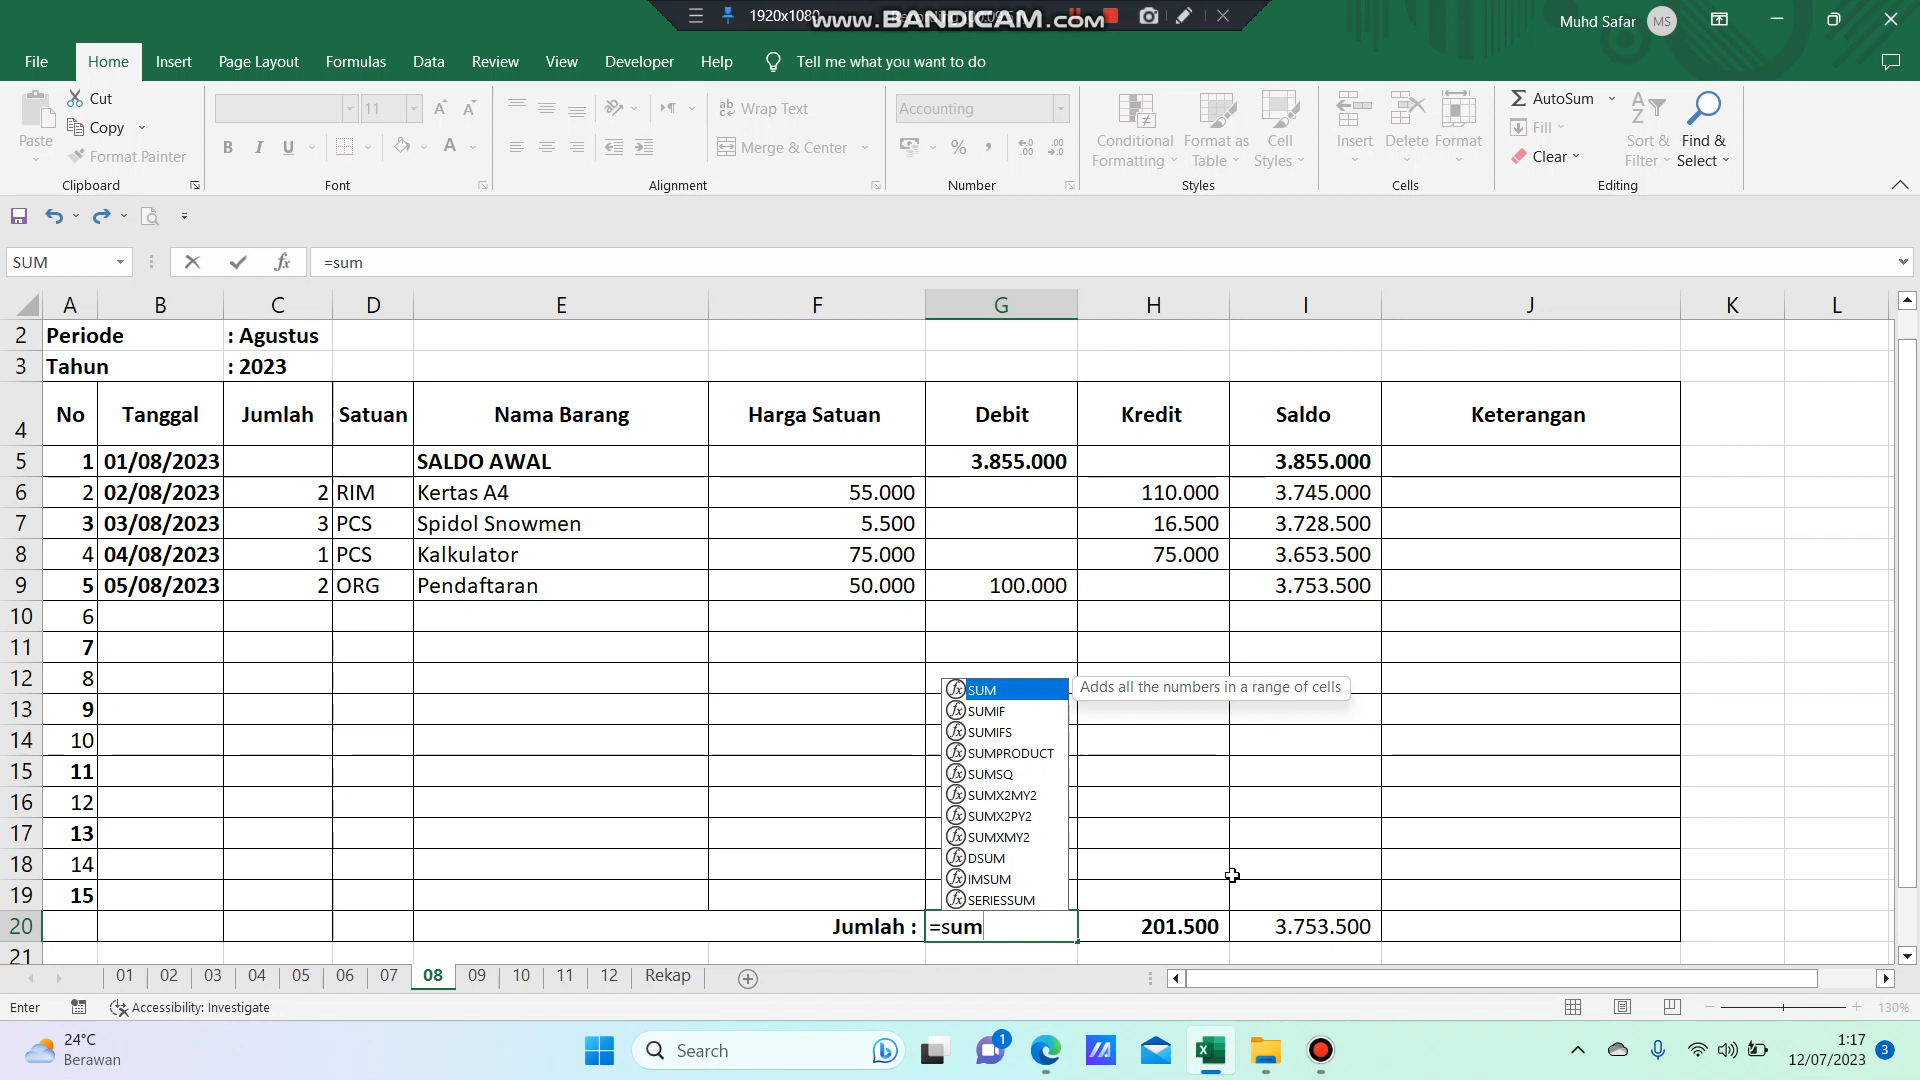 1920x1080
www.BANDICAM.com
Muhd Safar MS
File Home Insert Page Layout Formulas Data Review View Developer Help Tell me what you want to do
Paste Cut Copy Format Painter Clipboard
11 Font
Wrap Text Merge & Center Alignment
Accounting Number
Conditional Formatting Format as Table Cell Styles Styles
Insert Delete Format Cells
AutoSum Fill Clear Sort & Filter Find & Select Editing
SUM =sum
A B C D E F G H I J K L
2 Periode : Agustus
3 Tahun : 2023
4 No Tanggal Jumlah Satuan Nama Barang Harga Satuan Debit Kredit Saldo Keterangan
5 1 01/08/2023 SALDO AWAL 3.855.000 3.855.000
6 2 02/08/2023 2 RIM Kertas A4 55.000 110.000 3.745.000
7 3 03/08/2023 3 PCS Spidol Snowmen 5.500 16.500 3.728.500
8 4 04/08/2023 1 PCS Kalkulator 75.000 75.000 3.653.500
9 5 05/08/2023 2 ORG Pendaftaran 50.000 100.000 3.753.500
10 6
11 7
12 8
13 9
14 10
15 11
16 12
17 13
18 14
19 15
SUM Adds all the numbers in a range of cells
SUMIF
SUMIFS
SUMPRODUCT
SUMSQ
SUMX2MY2
SUMX2PY2
SUMXMY2
DSUM
IMSUM
SERIESSUM
20 Jumlah : =sum 201.500 3.753.500
21
01 02 03 04 05 06 07 08 09 10 11 12 Rekap
Enter Accessibility: Investigate 130%
24°C
Berawan
Search
1
1:17
12/07/2023
3